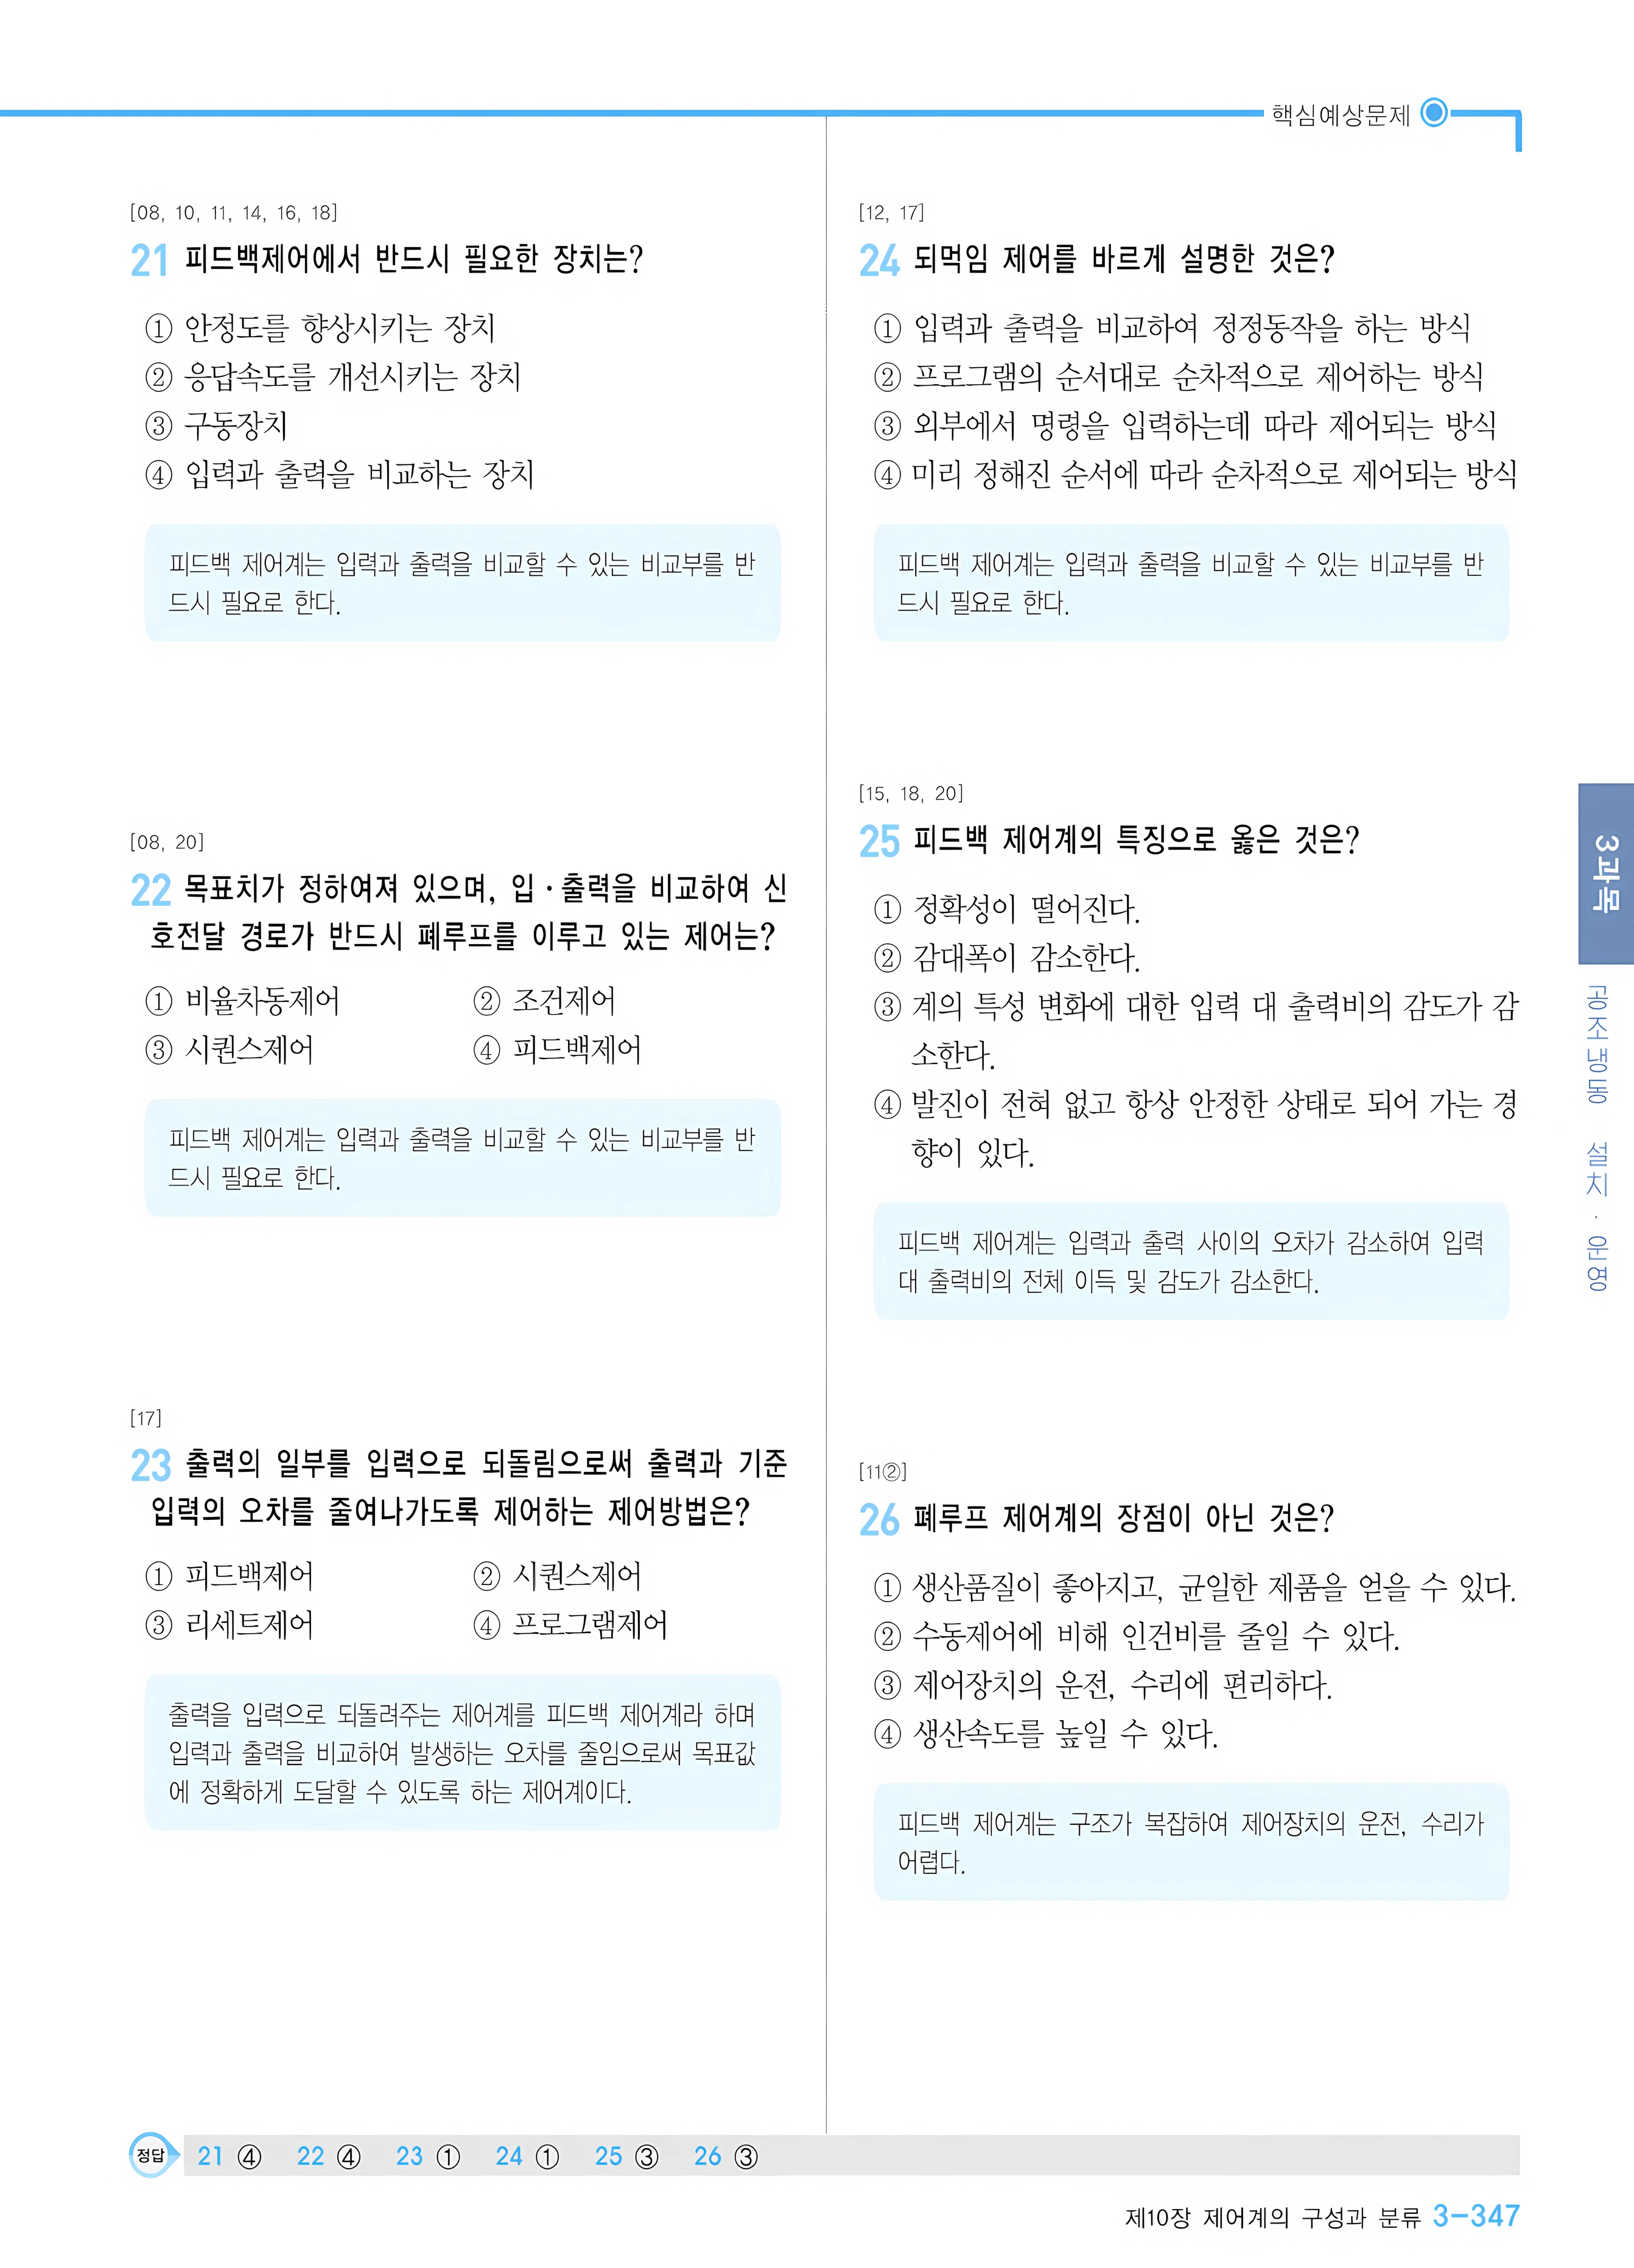 핵심예상문제
[08, 10, 11, 14, 16, 18]
21 피드백제어에서 반드시 필요한 장치는?
① 안정도를 향상시키는 장치
② 응답속도를 개선시키는 장치
③ 구동장치
④ 입력과 출력을 비교하는 장치
피드백 제어계는 입력과 출력을 비교할 수 있는 비교부를 반
드시 필요로 한다.
[08, 20]
22 목표치가 정하여져 있으며, 입·출력을 비교하여 신
호전달 경로가 반드시 폐루프를 이루고 있는 제어는?
① 비율차동제어 ② 조건제어
③ 시퀀스제어 ④ 피드백제어
피드백 제어계는 입력과 출력을 비교할 수 있는 비교부를 반
드시 필요로 한다.
[17]
23 출력의 일부를 입력으로 되돌림으로써 출력과 기준
입력의 오차를 줄여나가도록 제어하는 제어방법은?
① 피드백제어 ② 시퀀스제어
③ 리세트제어 ④ 프로그램제어
출력을 입력으로 되돌려주는 제어계를 피드백 제어계라 하며
입력과 출력을 비교하여 발생하는 오차를 줄임으로써 목표값
에 정확하게 도달할 수 있도록 하는 제어계이다.
[12, 17]
24 되먹임 제어를 바르게 설명한 것은?
① 입력과 출력을 비교하여 정정동작을 하는 방식
② 프로그램의 순서대로 순차적으로 제어하는 방식
③ 외부에서 명령을 입력하는데 따라 제어되는 방식
④ 미리 정해진 순서에 따라 순차적으로 제어되는 방식
피드백 제어계는 입력과 출력을 비교할 수 있는 비교부를 반
드시 필요로 한다.
[15, 18, 20]
25 피드백 제어계의 특징으로 옳은 것은?
① 정확성이 떨어진다.
② 감대폭이 감소한다.
③ 계의 특성 변화에 대한 입력 대 출력비의 감도가 감
소한다.
④ 발진이 전혀 없고 항상 안정한 상태로 되어 가는 경
향이 있다.
피드백 제어계는 입력과 출력 사이의 오차가 감소하여 입력
대 출력비의 전체 이득 및 감도가 감소한다.
[11②]
26 폐루프 제어계의 장점이 아닌 것은?
① 생산품질이 좋아지고, 균일한 제품을 얻을 수 있다.
② 수동제어에 비해 인건비를 줄일 수 있다.
③ 제어장치의 운전, 수리에 편리하다.
④ 생산속도를 높일 수 있다.
피드백 제어계는 구조가 복잡하여 제어장치의 운전, 수리가
어렵다.
3과목
공조냉동 설치·운영
정답 21 ④ 22 ④ 23 ① 24 ① 25 ③ 26 ③
제10장 제어계의 구성과 분류 3-347